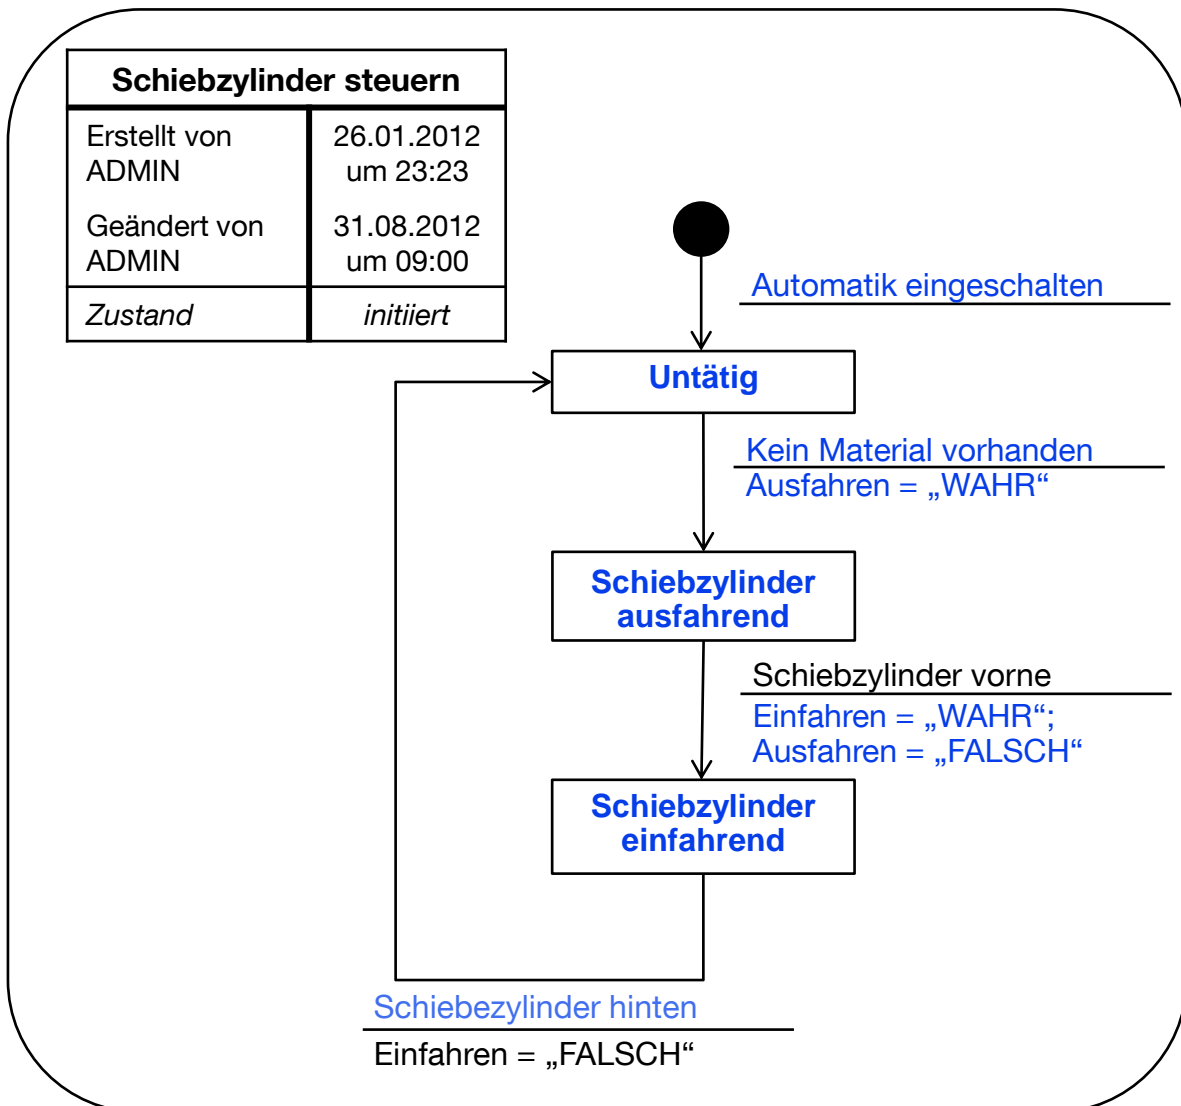 Schiebzylinder steuern
Erstellt von
ADMIN
26.01.2012
um 23:23
Geändert von
ADMIN
31.08.2012
um 09:00
Zustand
initiiert
Automatik eingeschalten
Untätig
Kein Material vorhanden
Ausfahren = „WAHR“
Schiebzylinder
ausfahrend
Schiebzylinder vorne
Einfahren = „WAHR“;
Ausfahren = „FALSCH“
Schiebzylinder
einfahrend
Schiebezylinder hinten
Einfahren = „FALSCH“